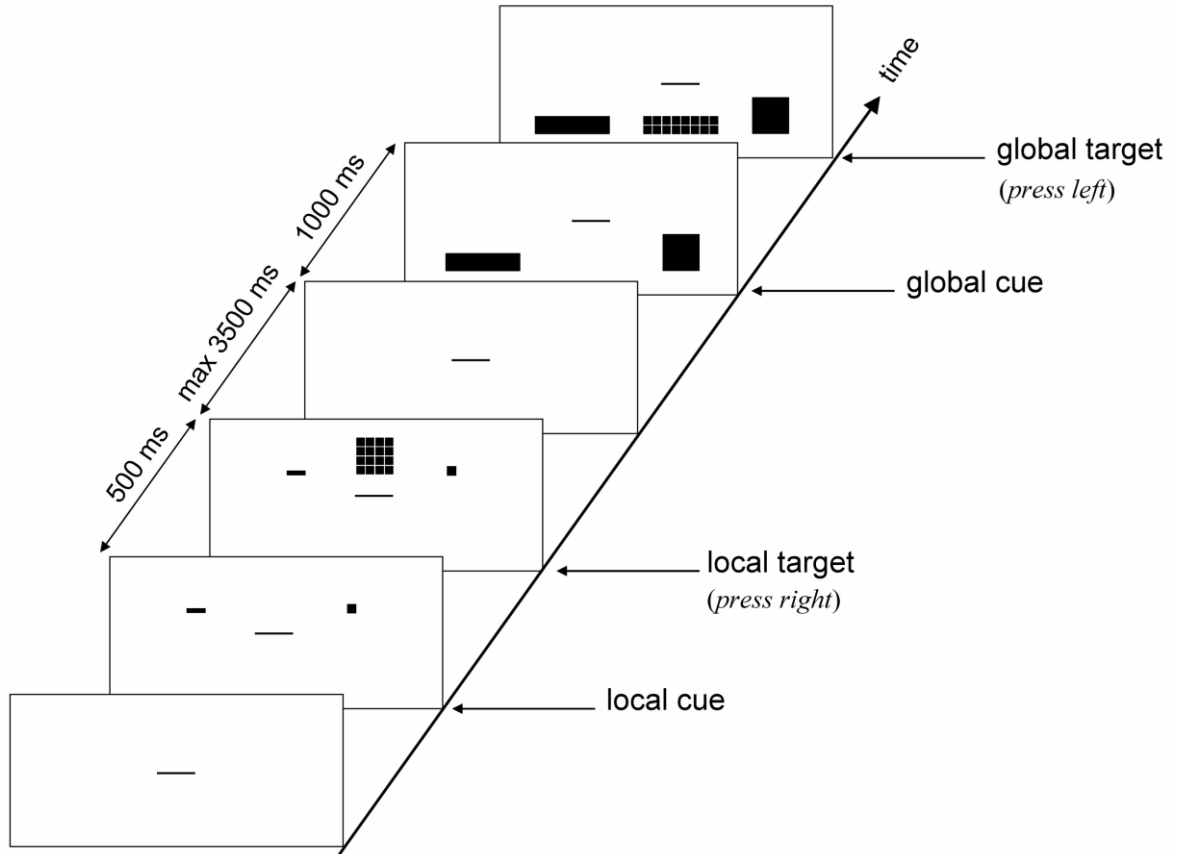 time
global target
(press left)
1000 ms
global cue
max 3500 ms
500 ms
local target
(press right)
local cue